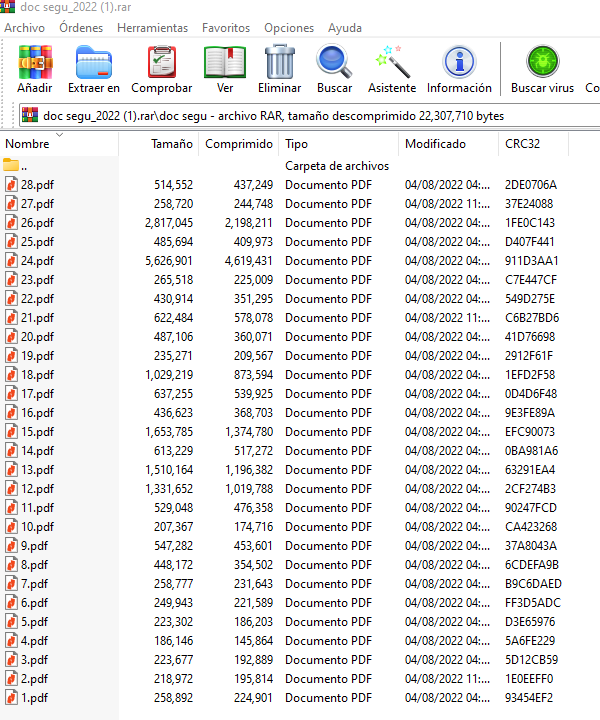 doc segu_2022 (1).rar
Archivo Órdenes Herramientas Favoritos Opciones Ayuda
Añadir Extraer en Comprobar Ver Eliminar Buscar Asistente Información Buscar virus Co
doc segu_2022 (1).rar\doc segu - archivo RAR, tamaño descomprimido 22,307,710 bytes
Nombre Tamaño Comprimido Tipo Modificado CRC32
.. Carpeta de archivos
28.pdf 514,552 437,249 Documento PDF 04/08/2022 04:... 2DE0706A
27.pdf 258,720 244,748 Documento PDF 04/08/2022 11:... 37E24088
26.pdf 2,817,045 2,198,211 Documento PDF 04/08/2022 04:... 1FE0C143
25.pdf 485,694 409,973 Documento PDF 04/08/2022 04:... D407F441
24.pdf 5,626,901 4,619,431 Documento PDF 04/08/2022 04:... 911D3AA1
23.pdf 265,518 225,009 Documento PDF 04/08/2022 04:... C7E447CF
22.pdf 430,914 351,295 Documento PDF 04/08/2022 04:... 549D275E
21.pdf 622,484 578,078 Documento PDF 04/08/2022 11:... C6B27BD6
20.pdf 487,106 360,071 Documento PDF 04/08/2022 04:... 41D76698
19.pdf 235,271 209,567 Documento PDF 04/08/2022 04:... 2912F61F
18.pdf 1,029,219 873,594 Documento PDF 04/08/2022 04:... 1EFD2F58
17.pdf 637,255 539,925 Documento PDF 04/08/2022 04:... 0D4D6F48
16.pdf 436,623 368,703 Documento PDF 04/08/2022 04:... 9E3FE89A
15.pdf 1,653,785 1,374,780 Documento PDF 04/08/2022 04:... EFC90073
14.pdf 613,229 517,272 Documento PDF 04/08/2022 04:... 0BA981A6
13.pdf 1,510,164 1,196,382 Documento PDF 04/08/2022 04:... 63291EA4
12.pdf 1,331,652 1,019,788 Documento PDF 04/08/2022 04:... 2CF274B3
11.pdf 529,048 476,358 Documento PDF 04/08/2022 04:... 90247FCD
10.pdf 207,367 174,716 Documento PDF 04/08/2022 04:... CA423268
9.pdf 547,282 453,601 Documento PDF 04/08/2022 04:... 37A8043A
8.pdf 448,172 354,502 Documento PDF 04/08/2022 04:... 6CDEFA9B
7.pdf 258,777 231,643 Documento PDF 04/08/2022 04:... B9C6DAED
6.pdf 249,943 221,589 Documento PDF 04/08/2022 04:... FF3D5ADC
5.pdf 223,302 186,203 Documento PDF 04/08/2022 04:... D3E65976
4.pdf 186,146 145,864 Documento PDF 04/08/2022 04:... 5A6FE229
3.pdf 223,677 192,889 Documento PDF 04/08/2022 04:... 5D12CB59
2.pdf 218,972 195,814 Documento PDF 04/08/2022 11:... 1E0EEFF0
1.pdf 258,892 224,901 Documento PDF 04/08/2022 04:... 93454EF2